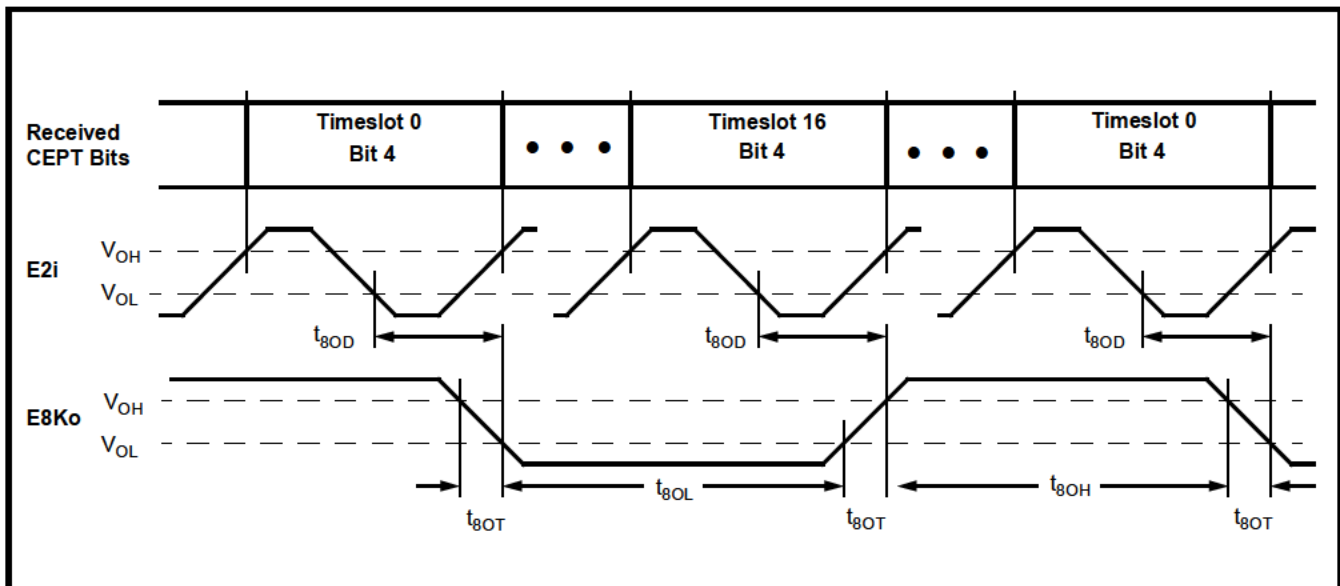 Received
CEPT Bits
Timeslot 0
Bit 4
• • •
Timeslot 16
Bit 4
• • •
Timeslot 0
Bit 4
E2i
VOH
VOL
t8OD
t8OD
t8OD
E8Ko
VOH
VOL
t8OT
t8OL
t8OT
t8OH
t8OT